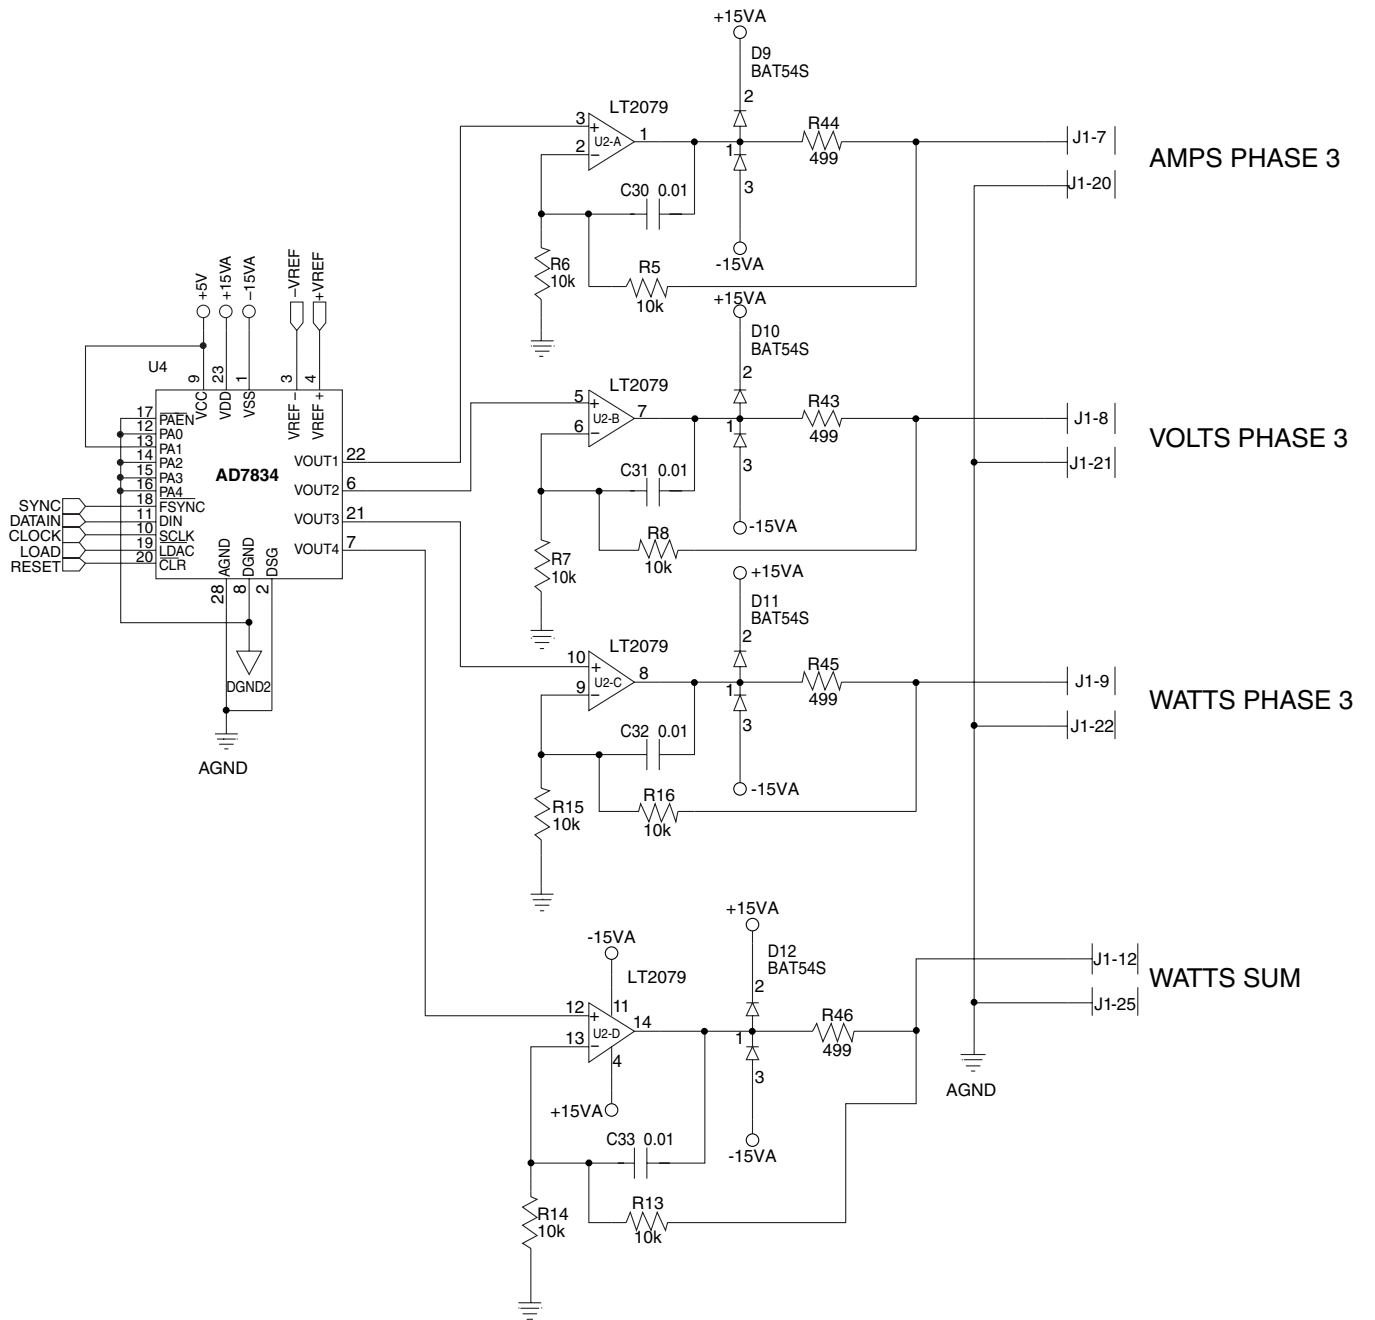 +15VA
D9
BAT54S
2
LT2079
3
+
U2-A
1
2
−
1
R44
499
J1-7
AMPS PHASE 3
J1-20
3
C30 0.01
-15VA
R6
10k
R5
10k
+5V
+15VA
−15VA
−VREF
+VREF
U4
9
23
1
3
4
VCC
VDD
VSS
VREF −
VREF +
17
PAEN
12
PA0
13
PA1
14
PA2
15
PA3
16
PA4
18
FSYNC
11
DIN
10
SCLK
19
LDAC
20
CLR
SYNC
DATAIN
CLOCK
LOAD
RESET
AD7834
VOUT1
22
VOUT2
6
VOUT3
21
VOUT4
7
AGND
DGND
DSG
28
8
2
DGND2
AGND
+15VA
D10
BAT54S
2
LT2079
5
+
U2-B
7
6
−
1
R43
499
J1-8
VOLTS PHASE 3
J1-21
3
C31 0.01
-15VA
R7
10k
R8
10k
+15VA
D11
BAT54S
2
LT2079
10
+
U2-C
8
9
−
1
R45
499
J1-9
WATTS PHASE 3
J1-22
3
C32 0.01
-15VA
R15
10k
R16
10k
+15VA
D12
BAT54S
2
-15VA
LT2079
11
12
+
U2-D
14
13
−
4
+15VA
1
R46
499
J1-12
WATTS SUM
J1-25
AGND
3
-15VA
C33 0.01
R14
10k
R13
10k